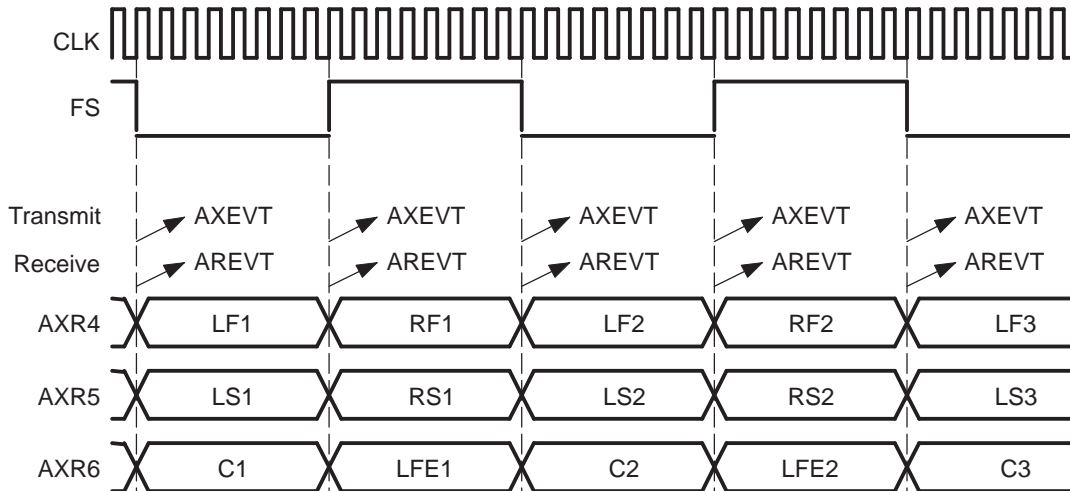 CLK
FS
Transmit AXEVT AXEVT AXEVT AXEVT AXEVT
Receive AREVT AREVT AREVT AREVT AREVT
AXR4 LF1 RF1 LF2 RF2 LF3
AXR5 LS1 RS1 LS2 RS2 LS3
AXR6 C1 LFE1 C2 LFE2 C3